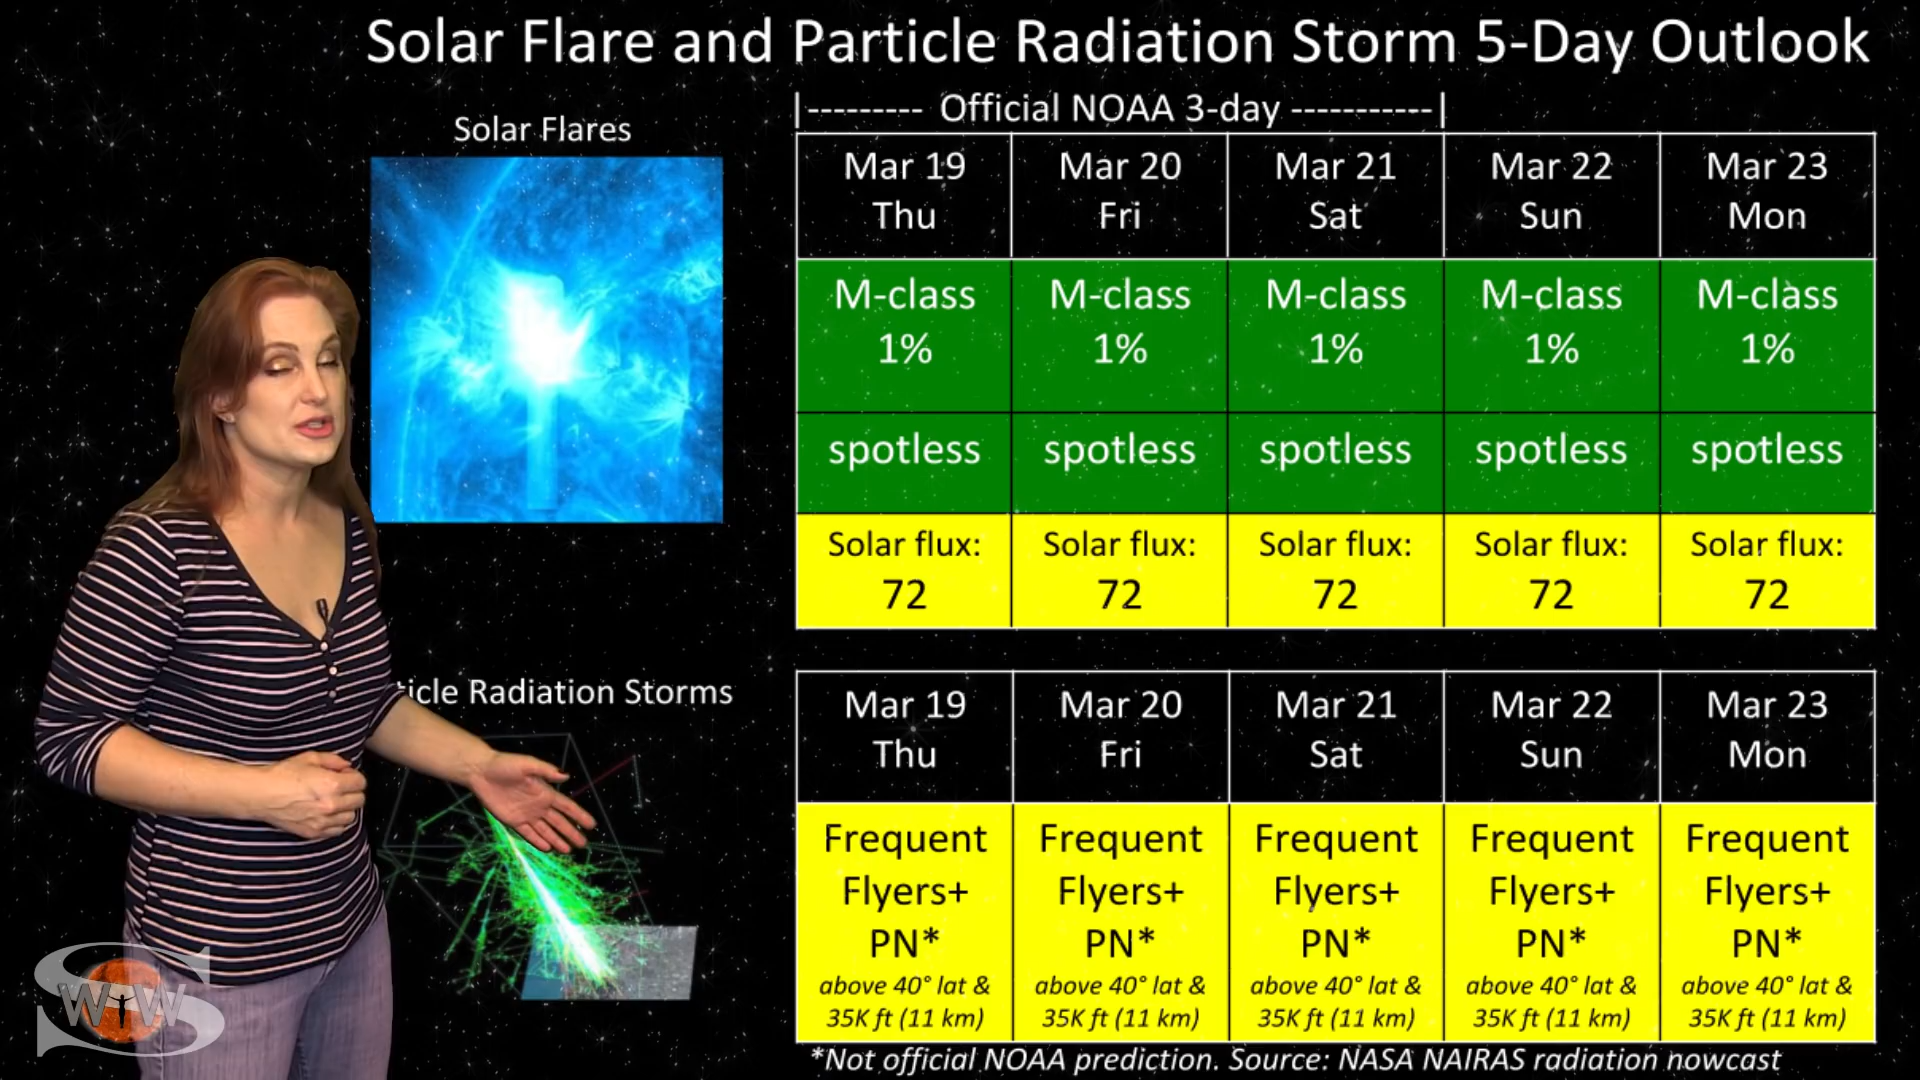 Solar Flare and Particle Radiation Storm 5-Day Outlook
|--------- Official NOAA 3-day -----------|
Solar Flares
Mar 19 Mar 20 Mar 21 Mar 22 Mar 23
Thu Fri Sat Sun Mon
M-class M-class M-class M-class M-class
1% 1% 1% 1% 1%
spotless spotless spotless spotless spotless
Solar flux: Solar flux: Solar flux: Solar flux: Solar flux:
72 72 72 72 72
ticle Radiation Storms
Mar 19 Mar 20 Mar 21 Mar 22 Mar 23
Thu Fri Sat Sun Mon
Frequent Frequent Frequent Frequent Frequent
Flyers+ Flyers+ Flyers+ Flyers+ Flyers+
PN* PN* PN* PN* PN*
above 40° lat & above 40° lat & above 40° lat & above 40° lat & above 40° lat &
35K ft (11 km) 35K ft (11 km) 35K ft (11 km) 35K ft (11 km) 35K ft (11 km)
*Not official NOAA prediction. Source: NASA NAIRAS radiation nowcast
S
WTW